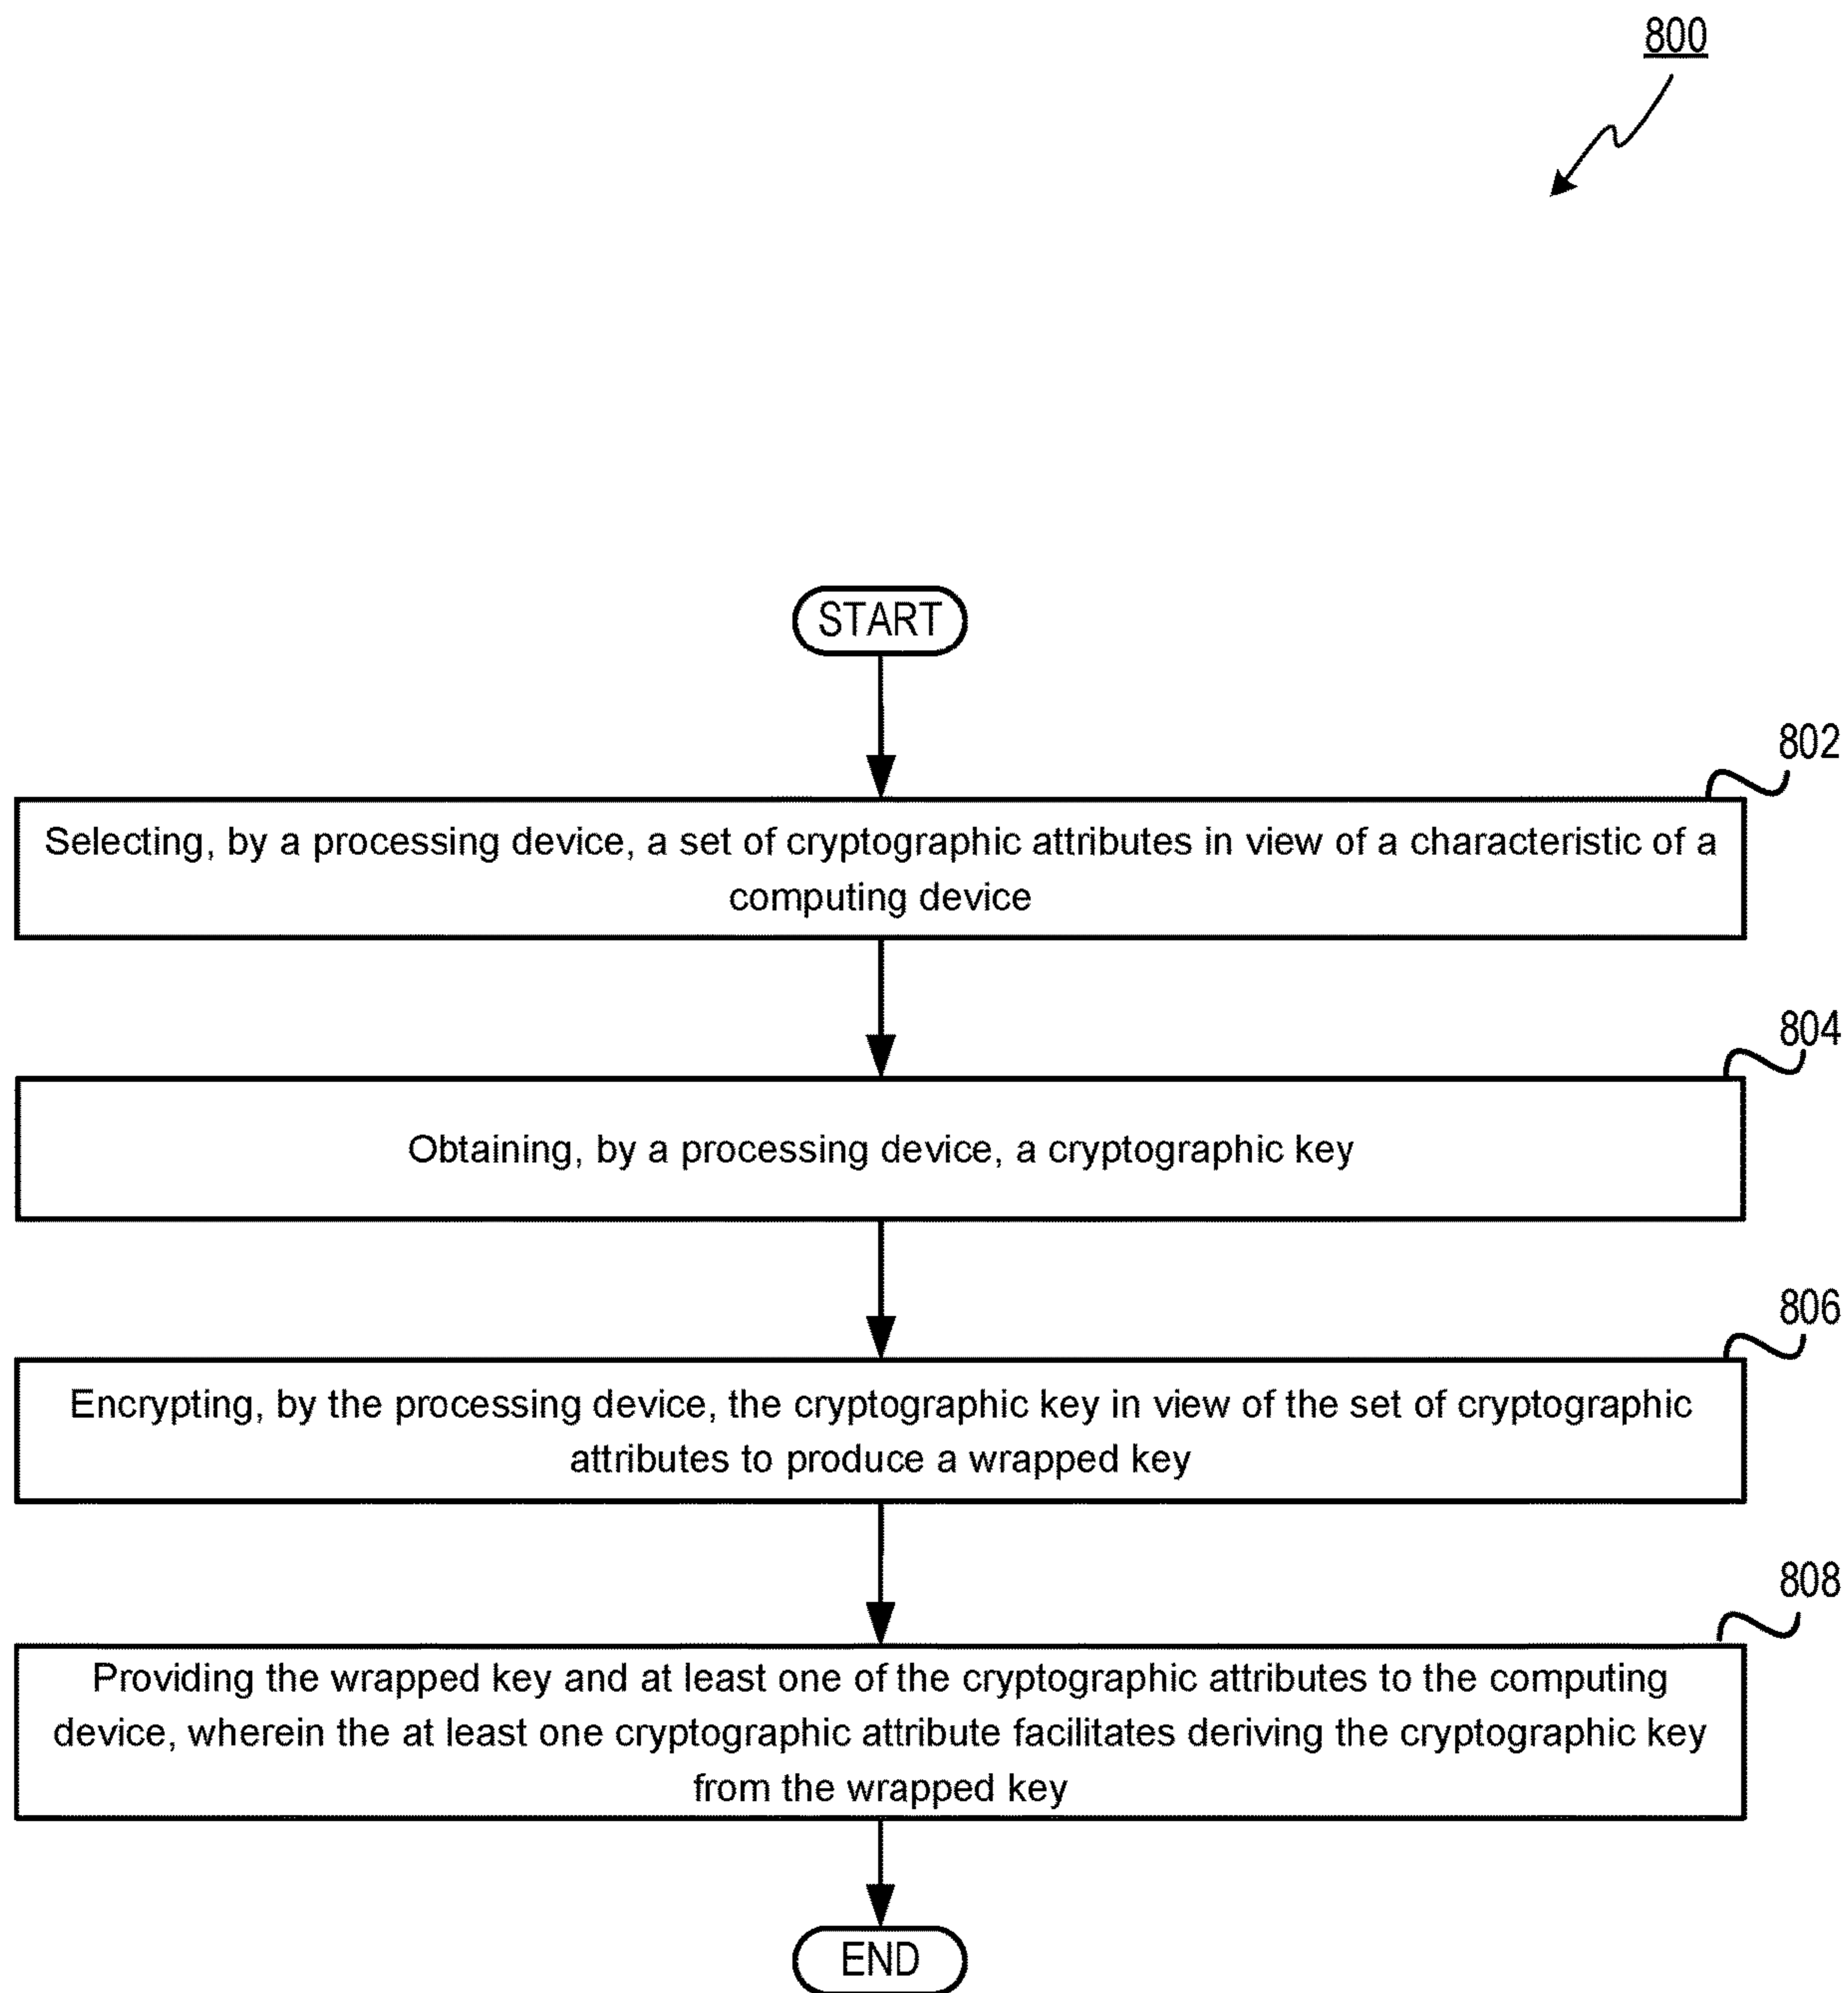 800
START
802
Selecting, by a processing device, a set of cryptographic attributes in view of a characteristic of a
computing device
804
Obtaining, by a processing device, a cryptographic key
806
Encrypting, by the processing device, the cryptographic key in view of the set of cryptographic
attributes to produce a wrapped key
808
Providing the wrapped key and at least one of the cryptographic attributes to the computing
device, wherein the at least one cryptographic attribute facilitates deriving the cryptographic key
from the wrapped key
END